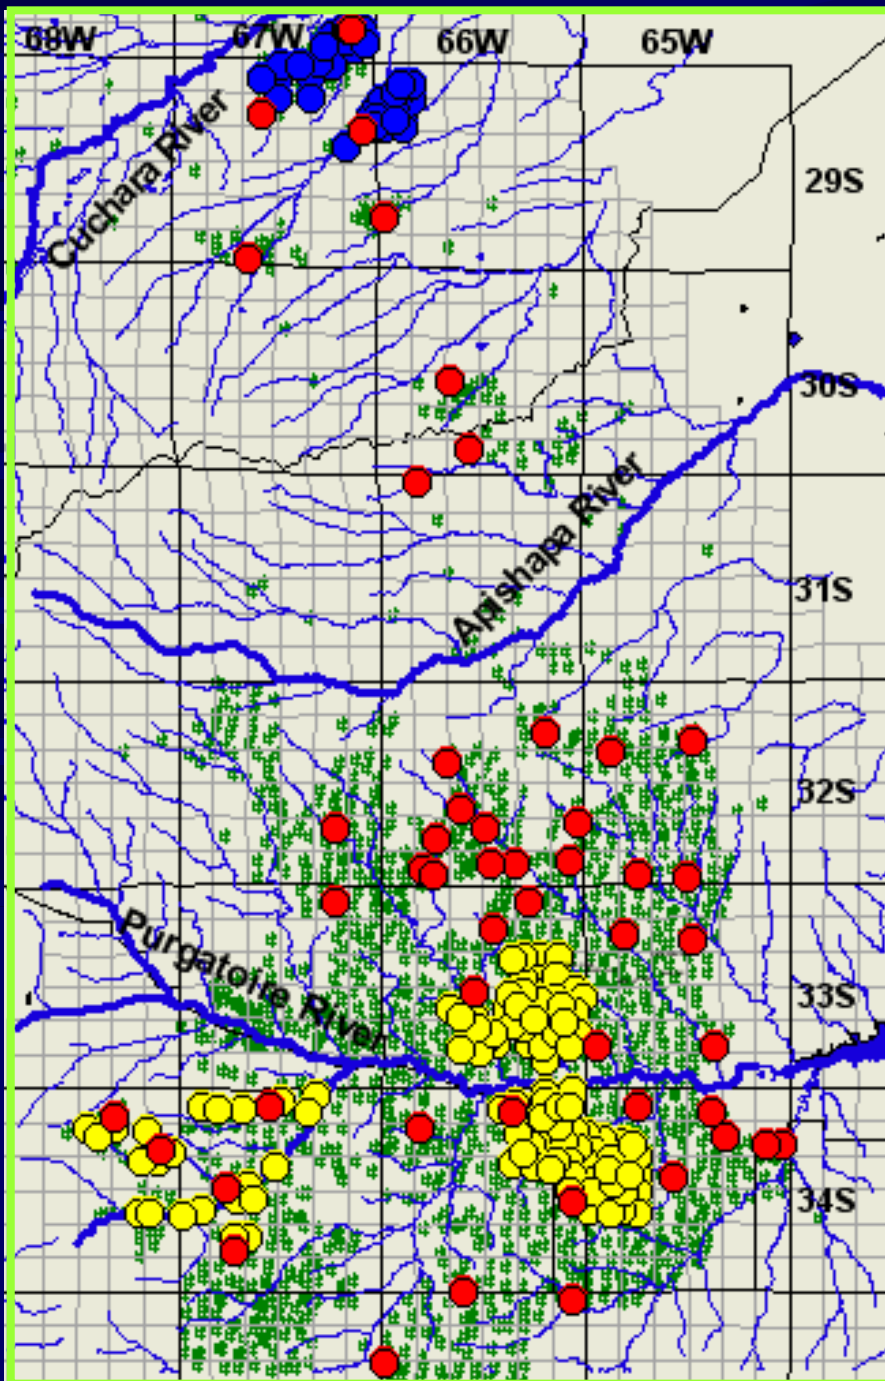 68W
67W
66W
65W
Cuchara River
29S
30S
Apishapa River
31S
32S
Purgatoire River
33S
34S